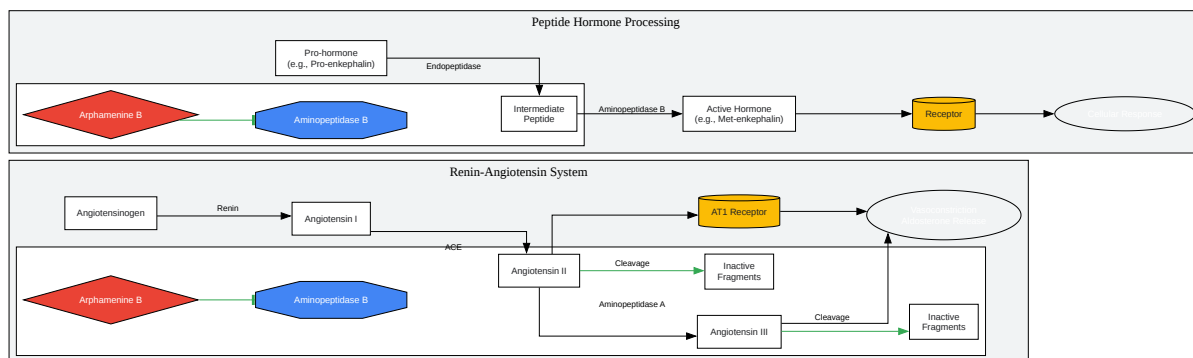 Peptide Hormone Processing
Pro-hormone
(e.g., Pro-enkephalin)
Endopeptidase
Arphamenine B
Aminopeptidase B
Intermediate
Peptide
Aminopeptidase B
Active Hormone
(e.g., Met-enkephalin)
Receptor
Cellular Response
Renin-Angiotensin System
Angiotensinogen
Renin
Angiotensin I
ACE
AT1 Receptor
Arphamenine B
Aminopeptidase B
Angiotensin II
Cleavage
Inactive
Fragments
Aminopeptidase A
Angiotensin III
Cleavage
Inactive
Fragments